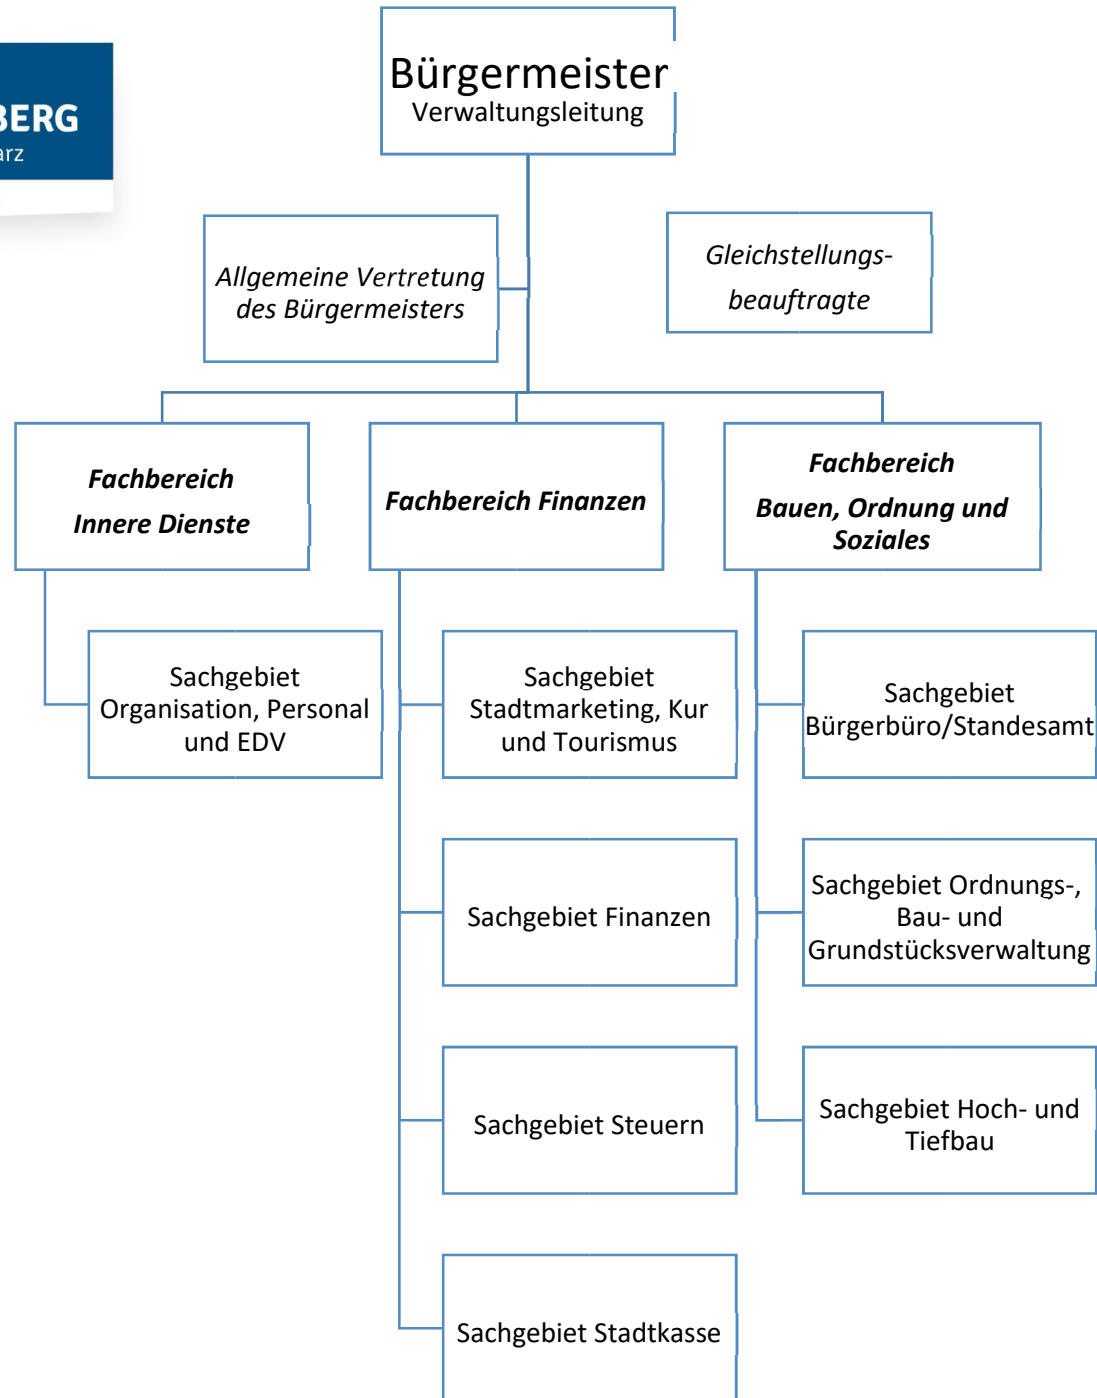 BERG
arz
Bürgermeister
Verwaltungsleitung
Allgemeine Vertretung
des Bürgermeisters
Gleichstellungs-
beauftragte
Fachbereich
Innere Dienste
Fachbereich Finanzen
Fachbereich
Bauen, Ordnung und
Soziales
Sachgebiet
Organisation, Personal
und EDV
Sachgebiet
Stadtmarketing, Kur
und Tourismus
Sachgebiet
Bürgerbüro/Standesamt
Sachgebiet Finanzen
Sachgebiet Ordnungs-,
Bau- und
Grundstücksverwaltung
Sachgebiet Steuern
Sachgebiet Hoch- und
Tiefbau
Sachgebiet Stadtkasse